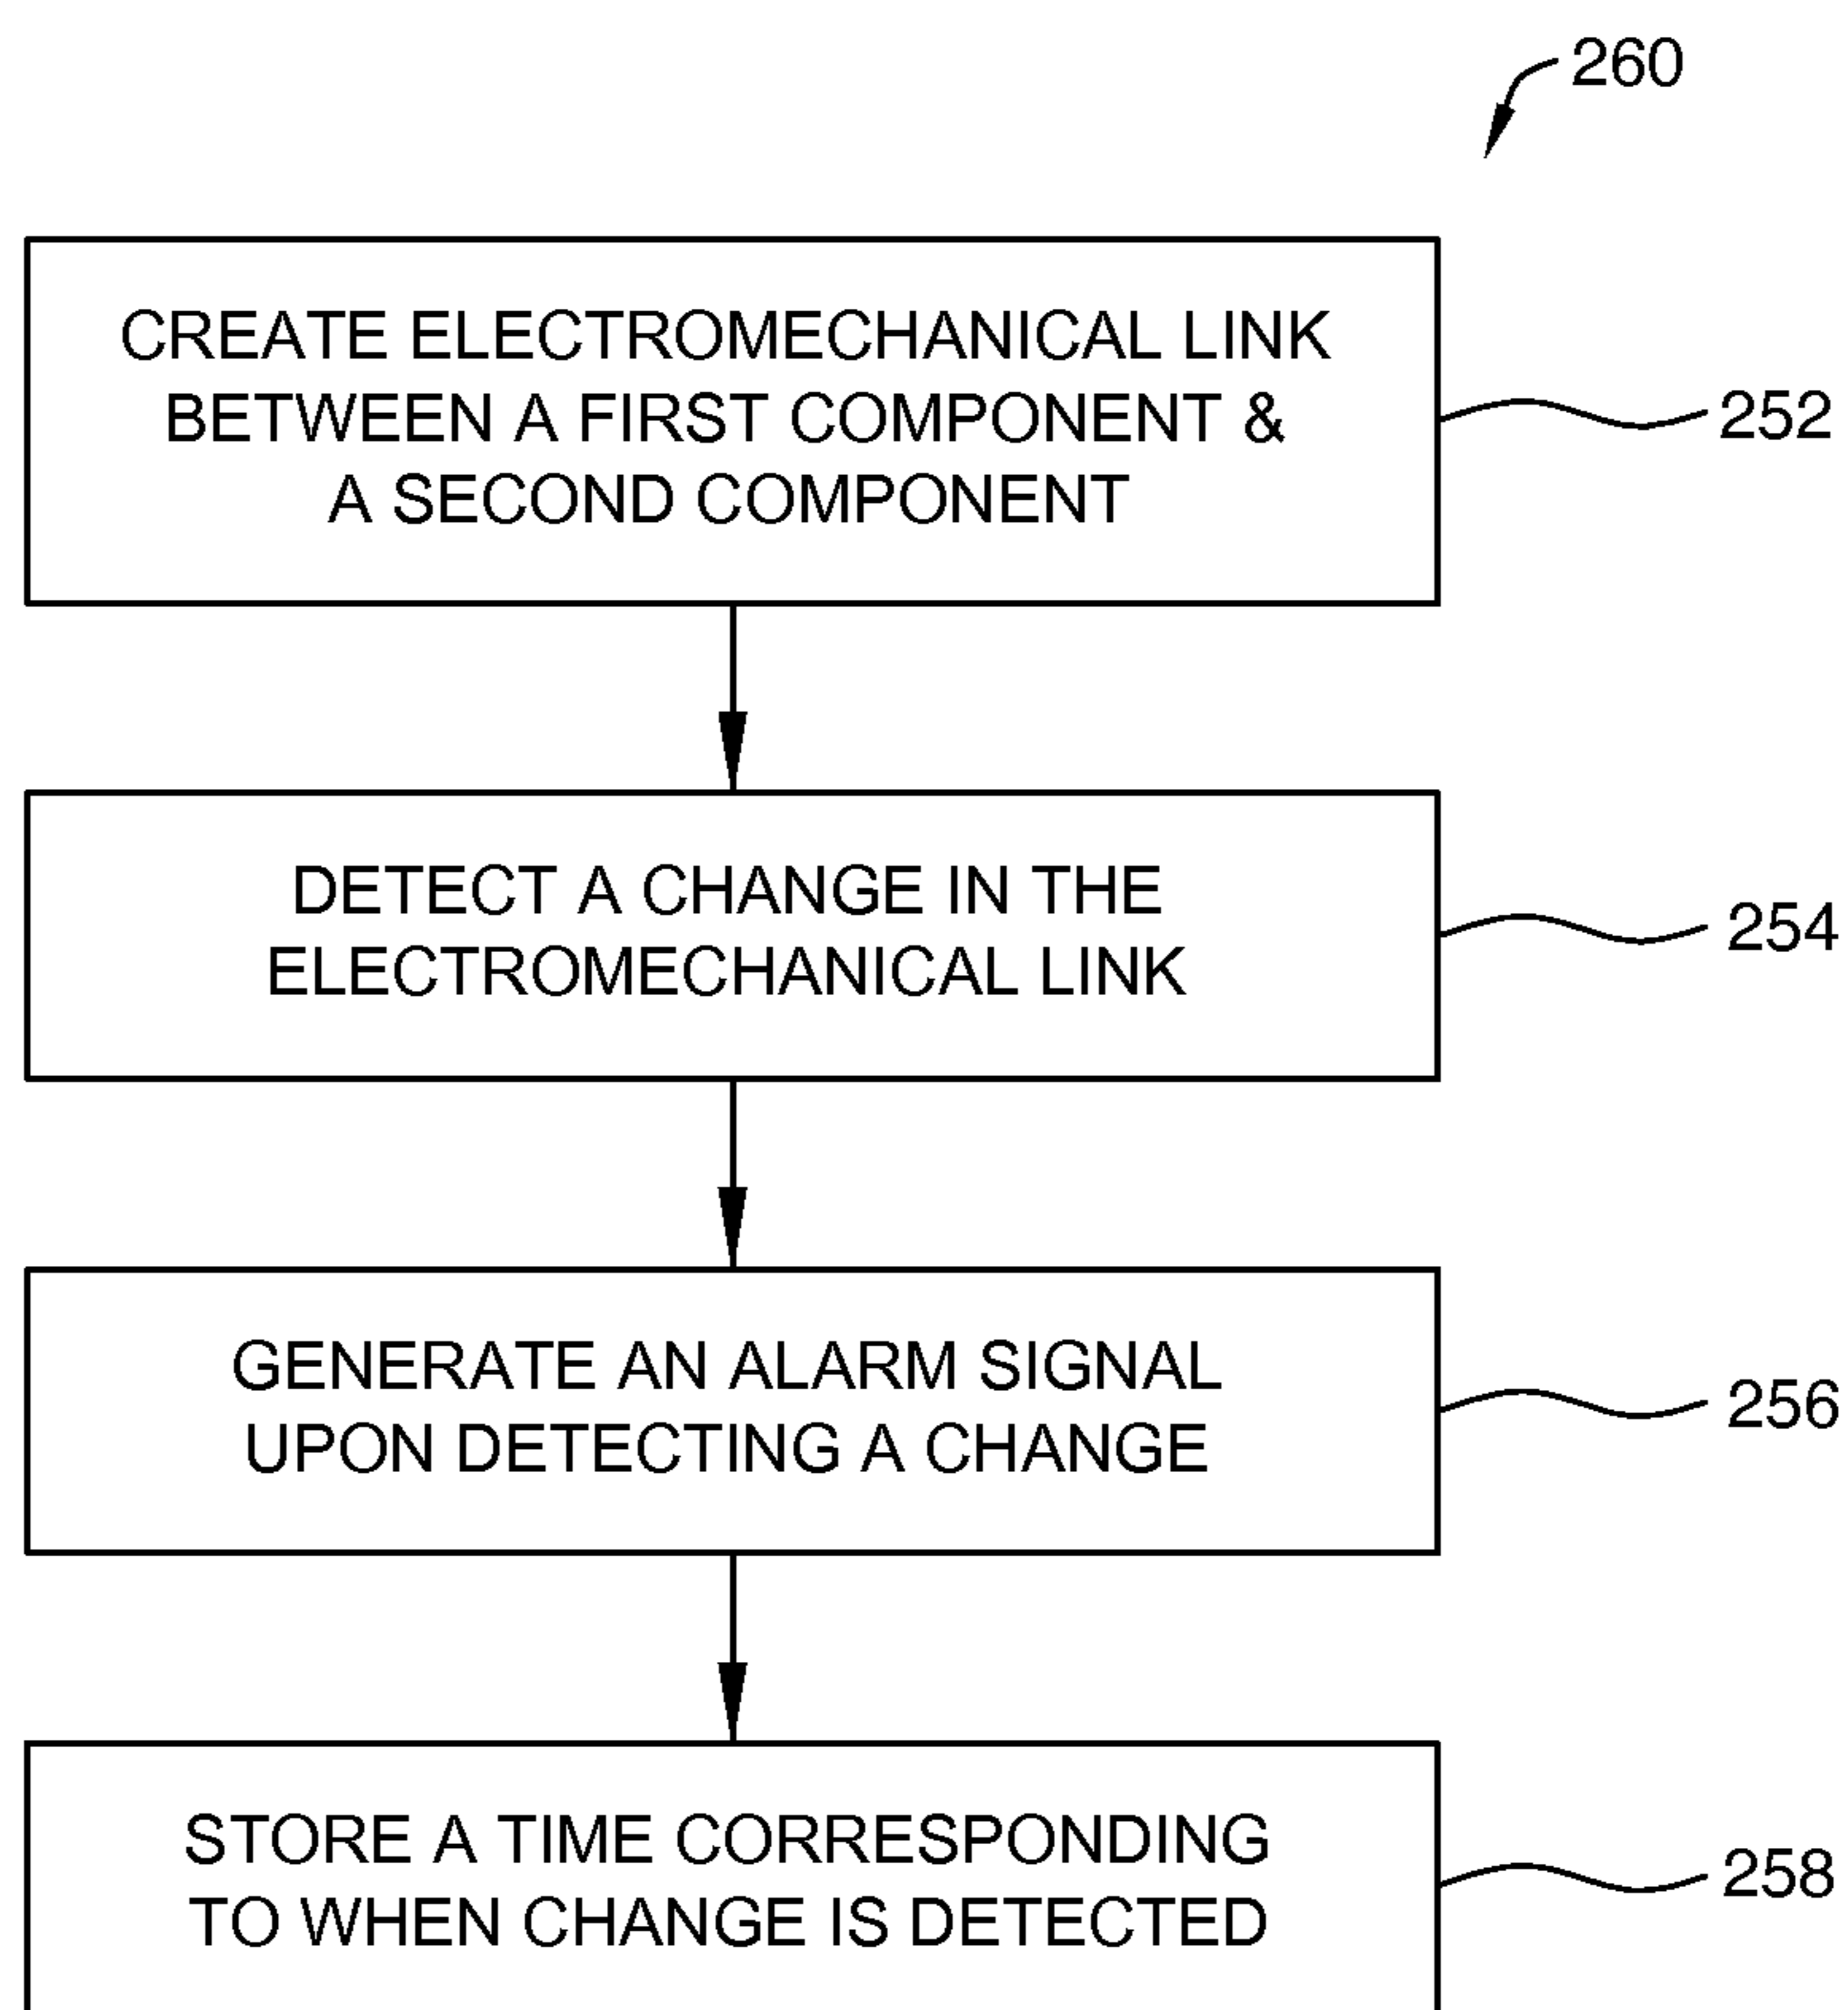 260
CREATE ELECTROMECHANICAL LINK
BETWEEN A FIRST COMPONENT &
A SECOND COMPONENT
252
DETECT A CHANGE IN THE
ELECTROMECHANICAL LINK
254
GENERATE AN ALARM SIGNAL
UPON DETECTING A CHANGE
256
STORE A TIME CORRESPONDING
TO WHEN CHANGE IS DETECTED
258